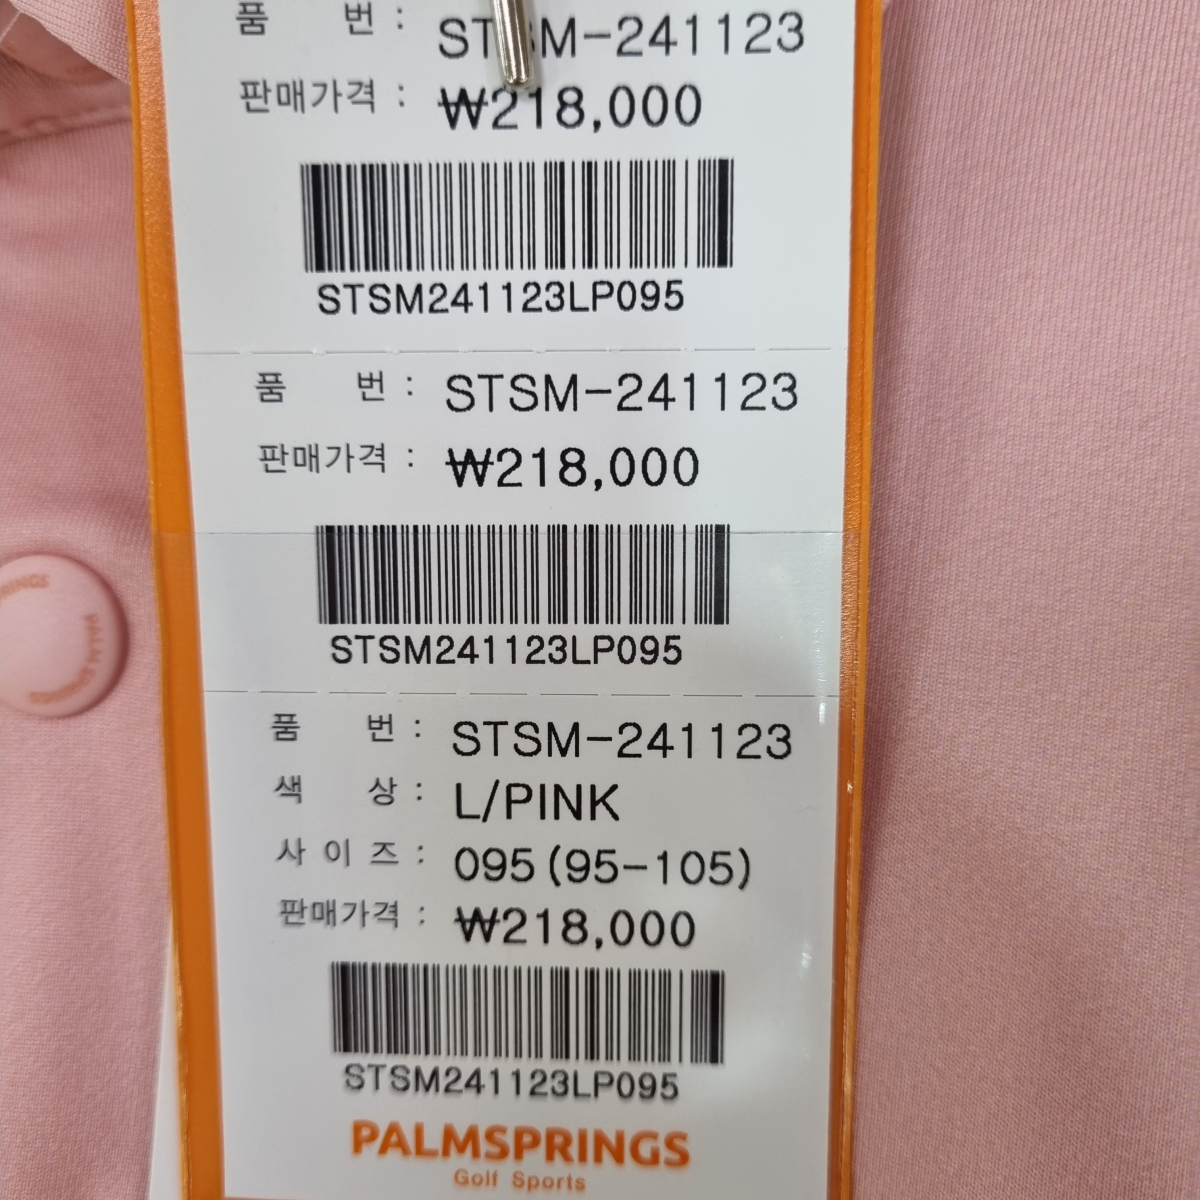 품 번 : STSM-241123
판매가격 : ₩218,000
STSM241123LP095
품 번 : STSM-241123
판매가격 : ₩218,000
STSM241123LP095
품 번 : STSM-241123
색 상 : L/PINK
사 이 즈 : 095(95-105)
판매가격 : ₩218,000
STSM241123LP095
PALMSPRINGS
Golf Sports
PALM SPRINGS